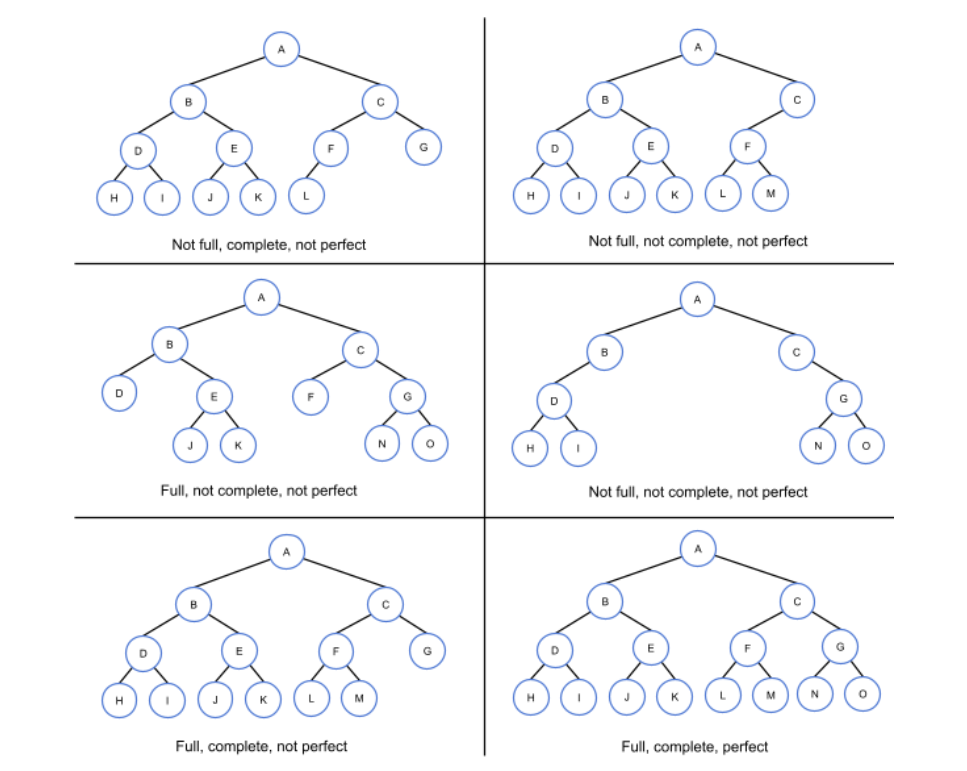 A
B C
D E F G
H I J K L
Not full, complete, not perfect
A
B C
D E F
H I J K L M
Not full, not complete, not perfect
A
B C
D E F G
J K N O
Full, not complete, not perfect
A
B C
D G
H I N O
Not full, not complete, not perfect
A
B C
D E F G
H I J K L M
Full, complete, not perfect
A
B C
D E F G
H I J K L M N O
Full, complete, perfect